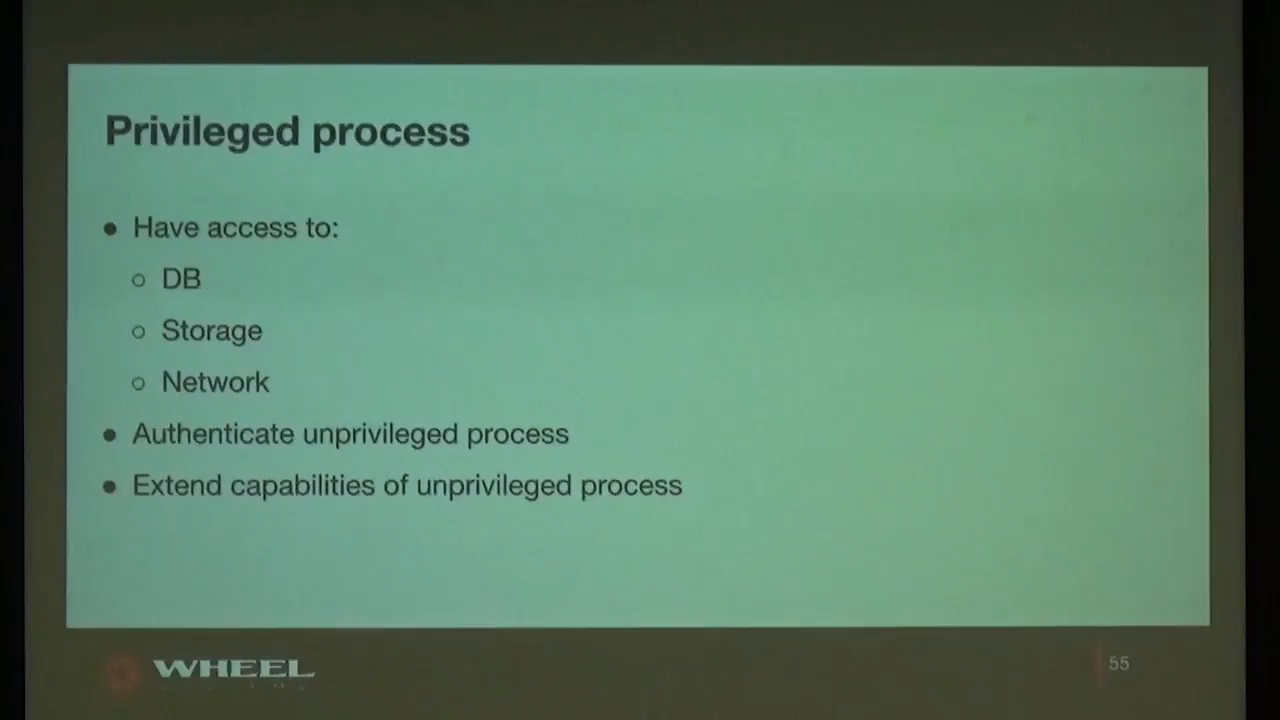 Privileged process
● Have access to:
○ DB
○ Storage
○ Network
● Authenticate unprivileged process
● Extend capabilities of unprivileged process
WHEEL
55